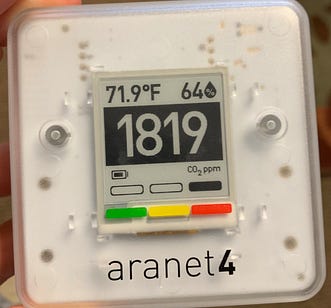 71.9°F 64%
1819
CO₂ ppm
aranet4